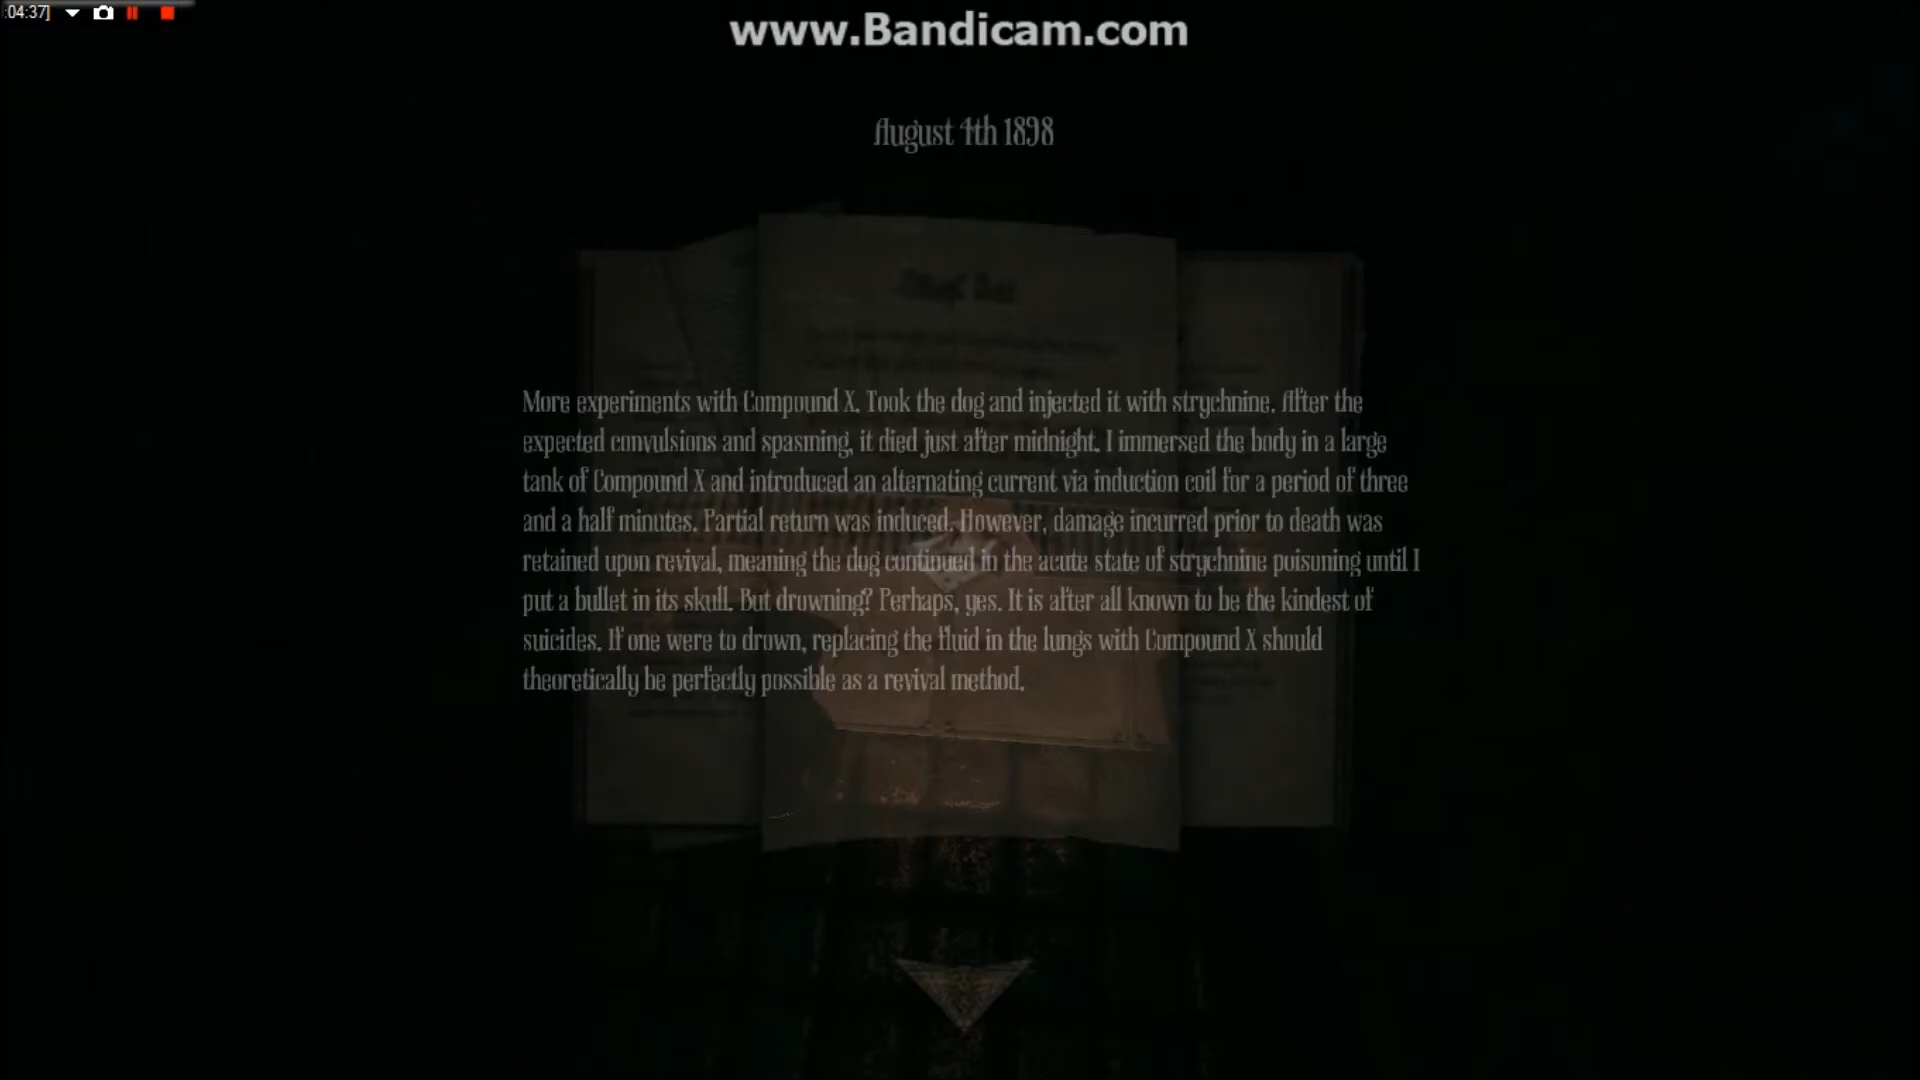 :04:37]
www.Bandicam.com
August 4th 1898
More experiments with Compound X. Took the dog and injected it with strychnine. After the
expected convulsions and spasming, it died just after midnight. I immersed the body in a large
tank of Compound X and introduced an alternating current via induction coil for a period of three
and a half minutes. Partial return was induced. However, damage incurred prior to death was
retained upon revival, meaning the dog continued in the acute state of strychnine poisoning until I
put a bullet in its skull. But drowning? Perhaps, yes. It is after all known to be the kindest of
suicides. If one were to drown, replacing the fluid in the lungs with Compound X should
theoretically be perfectly possible as a revival method.